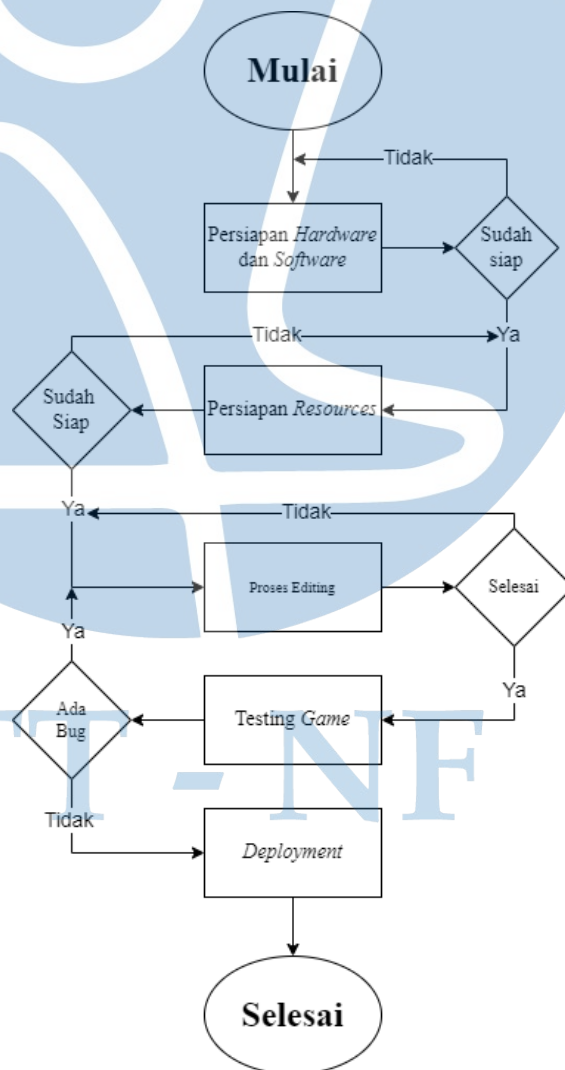 Mulai
Tidak
Persiapan Hardware
dan Software
Sudah
siap
Tidak
Ya
Sudah
Siap
Persiapan Resources
Ya
Tidak
Proses Editing
Selesai
Ya
Ya
Ada
Bug
Testing Game
T - NF
Tidak
Deployment
Selesai